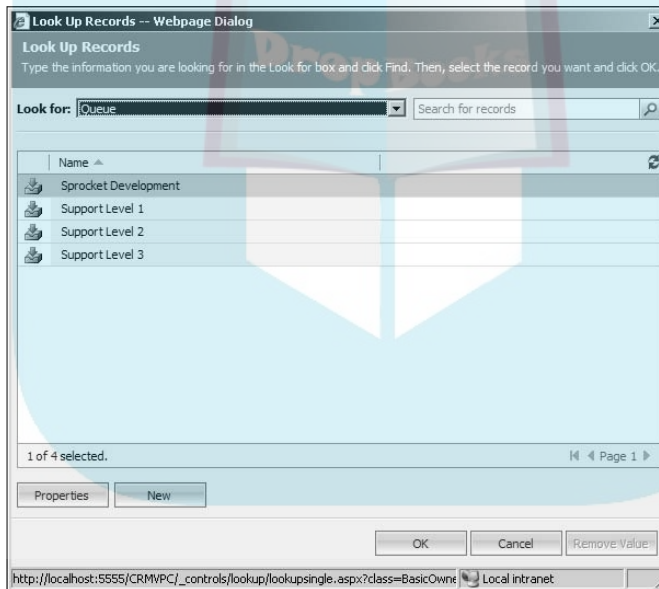 Look Up Records -- Webpage Dialog
Look Up Records
DropBooks
Type the information you are looking for in the Look for box and click Find. Then, select the record you want and click OK.
Look for: Queue Search for records
Name
Sprocket Development
Support Level 1
Support Level 2
Support Level 3
1 of 4 selected. Page 1
Properties New
OK Cancel Remove Value
http://localhost:5555/CRMVPC/_controls/lookup/lookupsingle.aspx?class=BasicOwne Local intranet